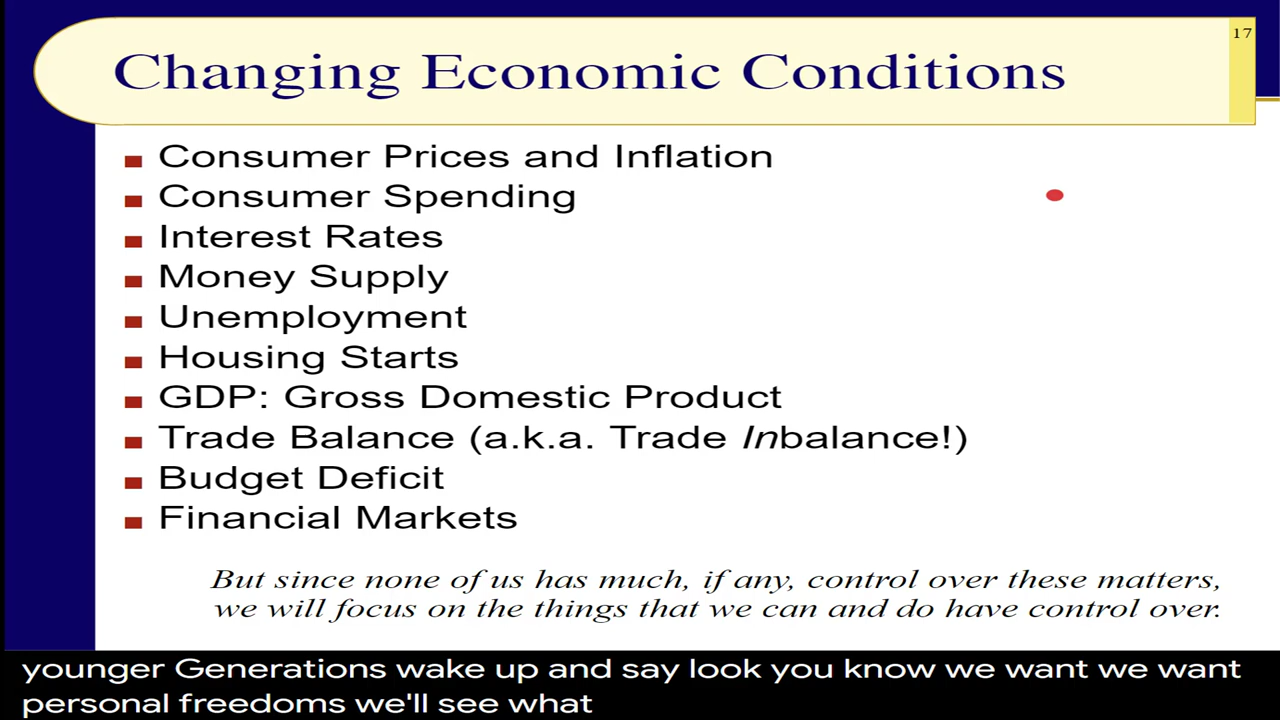 17
Changing Economic Conditions
Consumer Prices and Inflation
Consumer Spending
Interest Rates
Money Supply
Unemployment
Housing Starts
GDP: Gross Domestic Product
Trade Balance (a.k.a. Trade Inbalance!)
Budget Deficit
Financial Markets
But since none of us has much, if any, control over these matters,
we will focus on the things that we can and do have control over.
younger Generations wake up and say look you know we want we want
personal freedoms we'll see what